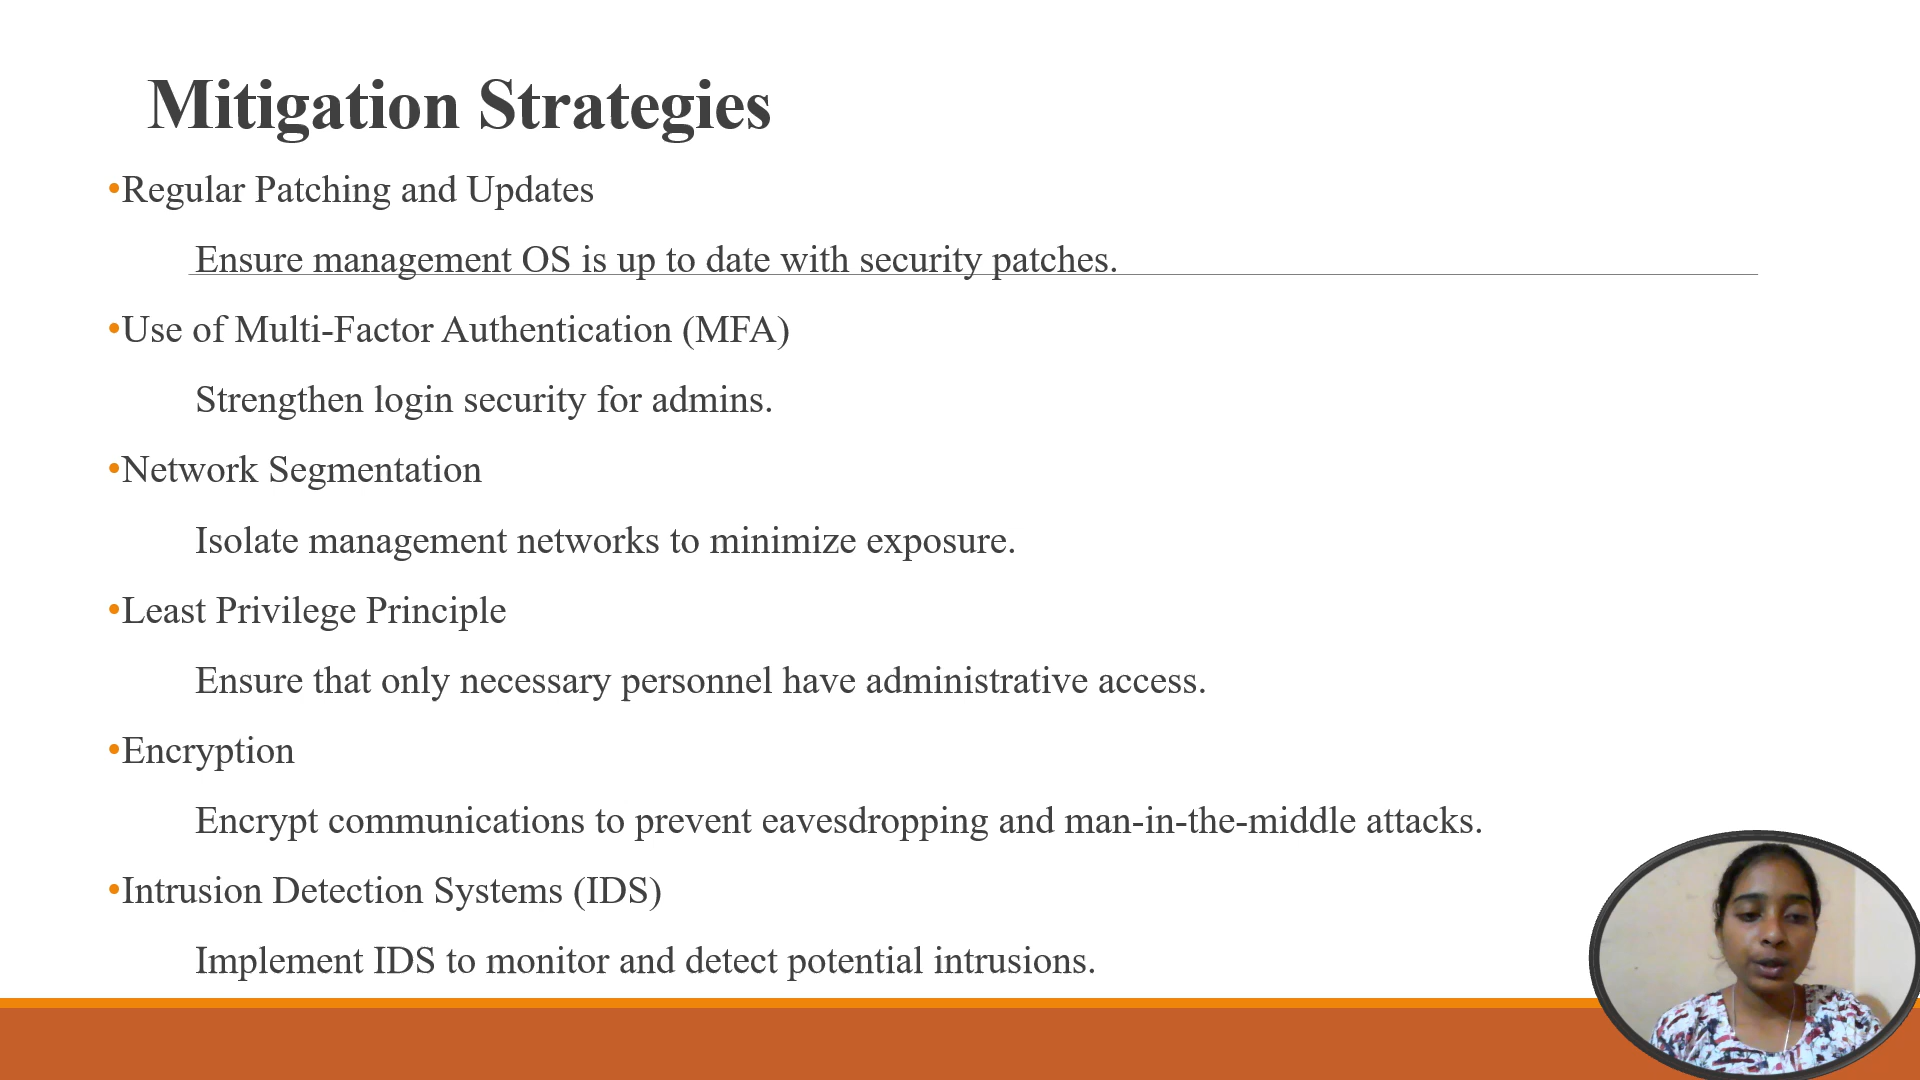 Mitigation Strategies
•Regular Patching and Updates
Ensure management OS is up to date with security patches.
•Use of Multi-Factor Authentication (MFA)
Strengthen login security for admins.
•Network Segmentation
Isolate management networks to minimize exposure.
•Least Privilege Principle
Ensure that only necessary personnel have administrative access.
•Encryption
Encrypt communications to prevent eavesdropping and man-in-the-middle attacks.
•Intrusion Detection Systems (IDS)
Implement IDS to monitor and detect potential intrusions.